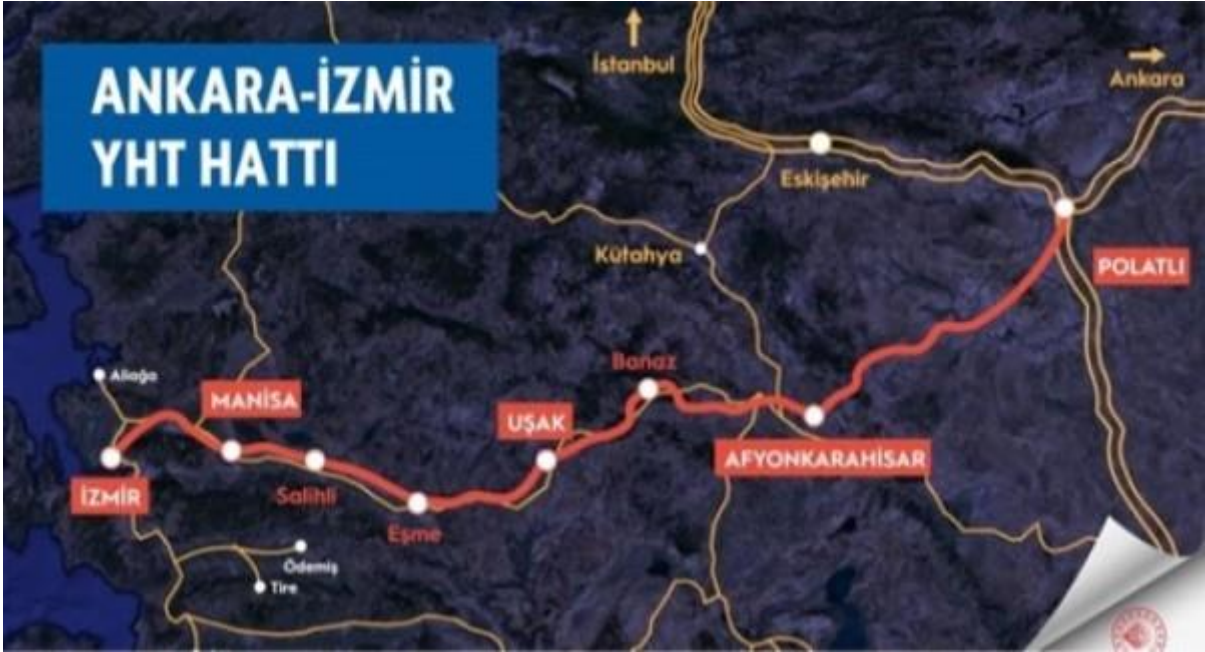 ANKARA-İZMİR
YHT HATTI
İstanbul
Ankara
Eskişehir
Kütahya
POLATLI
Banaz
Aliağa
MANİSA
UŞAK
AFYONKARAHİSAR
İZMİR
Salihli
Eşme
Ödemiş
Tire